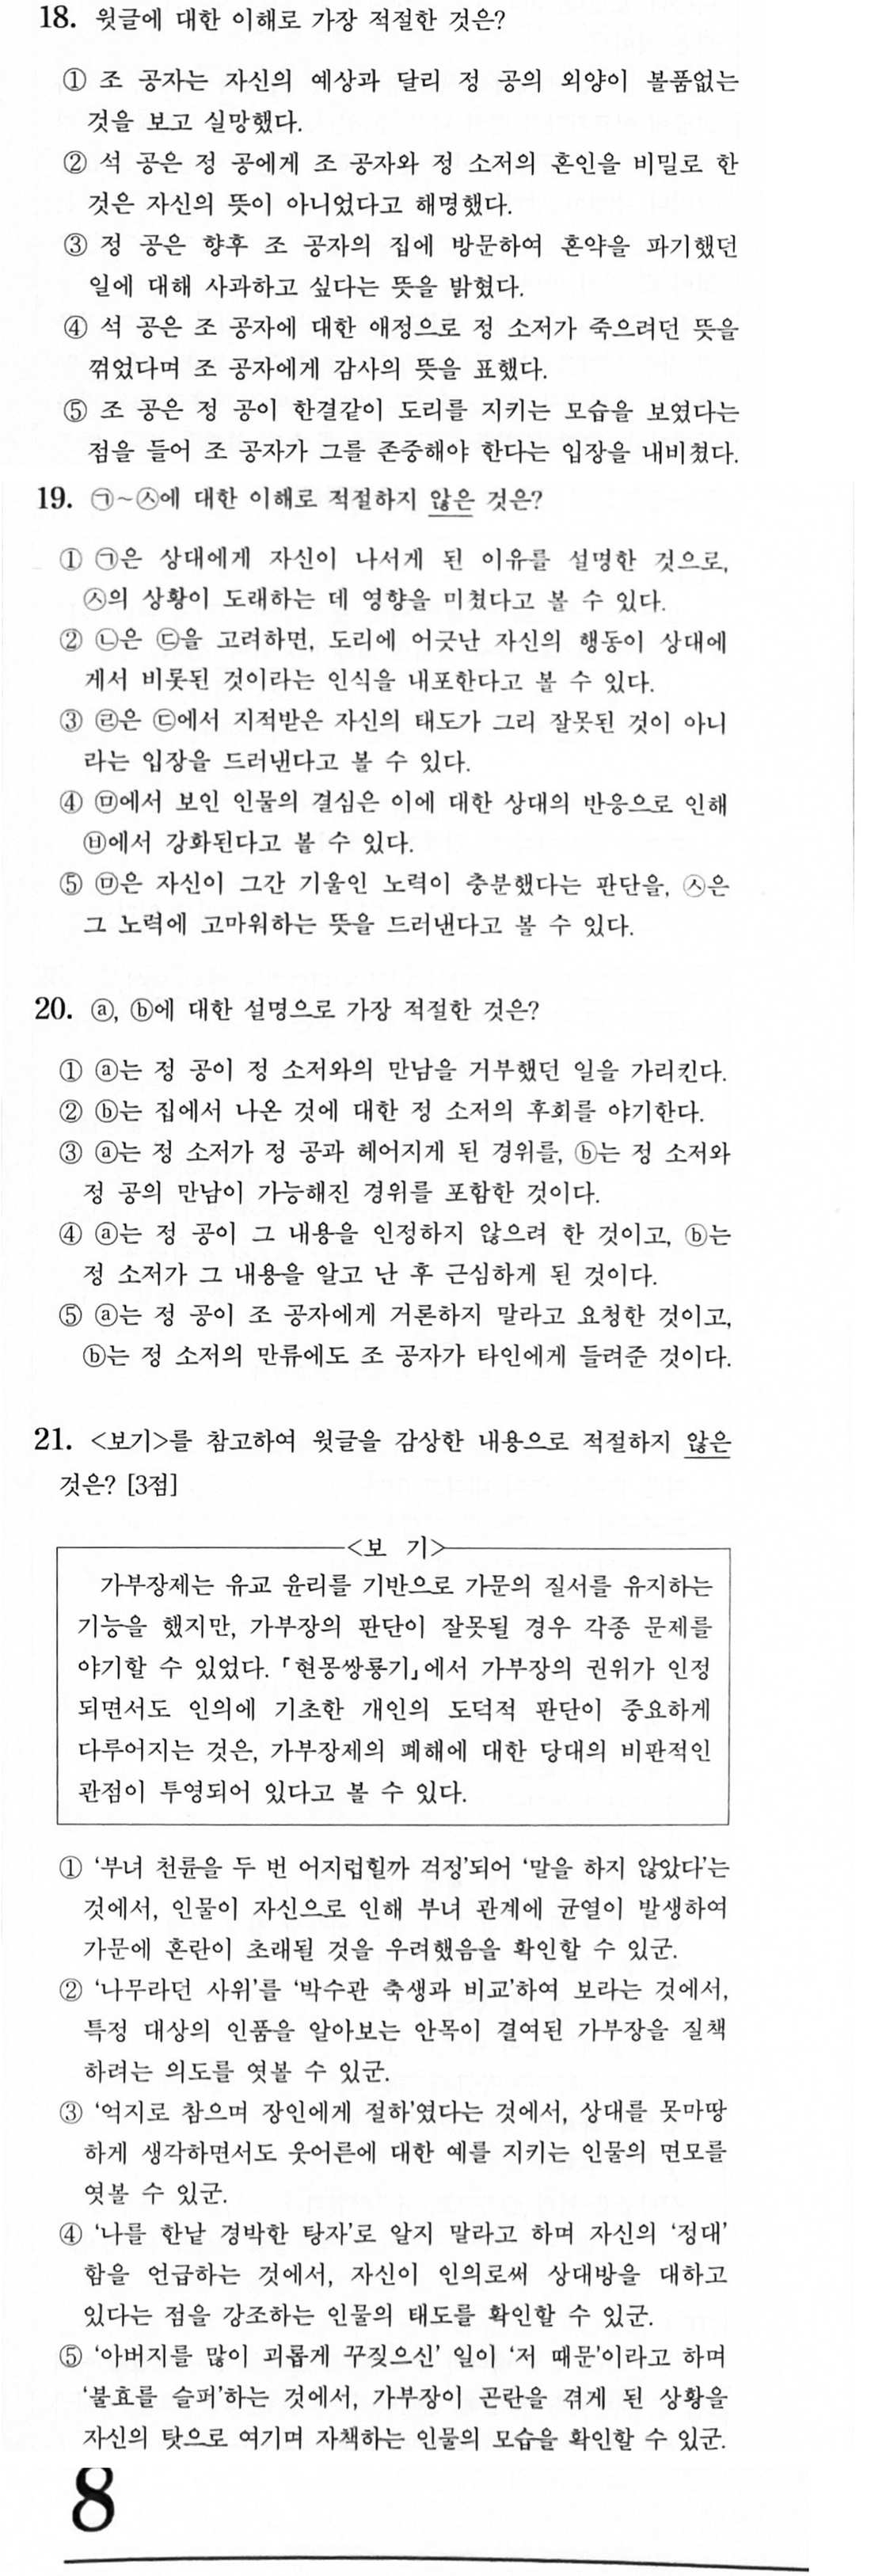 18. 윗글에 대한 이해로 가장 적절한 것은?
① 조 공자는 자신의 예상과 달리 정 공의 외양이 볼품없는
것을 보고 실망했다.
② 석 공은 정 공에게 조 공자와 정 소저의 혼인을 비밀로 한
것은 자신의 뜻이 아니었다고 해명했다.
③ 정 공은 향후 조 공자의 집에 방문하여 혼약을 파기했던
일에 대해 사과하고 싶다는 뜻을 밝혔다.
④ 석 공은 조 공자에 대한 애정으로 정 소저가 죽으려던 뜻을
꺾었다며 조 공자에게 감사의 뜻을 표했다.
⑤ 조 공은 정 공이 한결같이 도리를 지키는 모습을 보였다는
점을 들어 조 공자가 그를 존중해야 한다는 입장을 내비쳤다.
19. ㉠~㉦에 대한 이해로 적절하지 않은 것은?
① ㉠은 상대에게 자신이 나서게 된 이유를 설명한 것으로,
㉦의 상황이 도래하는 데 영향을 미쳤다고 볼 수 있다.
② ㉡은 ㉢을 고려하면, 도리에 어긋난 자신의 행동이 상대에
게서 비롯된 것이라는 인식을 내포한다고 볼 수 있다.
③ ㉣은 ㉢에서 지적받은 자신의 태도가 그리 잘못된 것이 아니
라는 입장을 드러낸다고 볼 수 있다.
④ ㉤에서 보인 인물의 결심은 이에 대한 상대의 반응으로 인해
㉥에서 강화된다고 볼 수 있다.
⑤ ㉤은 자신이 그간 기울인 노력이 충분했다는 판단을, ㉦은
그 노력에 고마워하는 뜻을 드러낸다고 볼 수 있다.
20. ⓐ, ⓑ에 대한 설명으로 가장 적절한 것은?
① ⓐ는 정 공이 정 소저와의 만남을 거부했던 일을 가리킨다.
② ⓑ는 집에서 나온 것에 대한 정 소저의 후회를 야기한다.
③ ⓐ는 정 소저가 정 공과 헤어지게 된 경위를, ⓑ는 정 소저와
정 공의 만남이 가능해진 경위를 포함한 것이다.
④ ⓐ는 정 공이 그 내용을 인정하지 않으려 한 것이고, ⓑ는
정 소저가 그 내용을 알고 난 후 근심하게 된 것이다.
⑤ ⓐ는 정 공이 조 공자에게 거론하지 말라고 요청한 것이고,
ⓑ는 정 소저의 만류에도 조 공자가 타인에게 들려준 것이다.
21. <보기>를 참고하여 윗글을 감상한 내용으로 적절하지 않은
것은? [3점]
<보 기>
가부장제는 유교 윤리를 기반으로 가문의 질서를 유지하는
기능을 했지만, 가부장의 판단이 잘못될 경우 각종 문제를
야기할 수 있었다. 「현몽쌍룡기」에서 가부장의 권위가 인정
되면서도 인의에 기초한 개인의 도덕적 판단이 중요하게
다루어지는 것은, 가부장제의 폐해에 대한 당대의 비판적인
관점이 투영되어 있다고 볼 수 있다.
① '부녀 천륜을 두 번 어지럽힐까 걱정'되어 '말을 하지 않았다'는
것에서, 인물이 자신으로 인해 부녀 관계에 균열이 발생하여
가문에 혼란이 초래될 것을 우려했음을 확인할 수 있군.
② '나무라던 사위'를 '박수관 축생과 비교'하여 보라는 것에서,
특정 대상의 인품을 알아보는 안목이 결여된 가부장을 질책
하려는 의도를 엿볼 수 있군.
③ '억지로 참으며 장인에게 절하'였다는 것에서, 상대를 못마땅
하게 생각하면서도 웃어른에 대한 예를 지키는 인물의 면모를
엿볼 수 있군.
④ '나를 한낱 경박한 탕자'로 알지 말라고 하며 자신의 '정대'
함을 언급하는 것에서, 자신이 인의로써 상대방을 대하고
있다는 점을 강조하는 인물의 태도를 확인할 수 있군.
⑤ '아버지를 많이 괴롭게 꾸짖으신' 일이 '저 때문'이라고 하며
'불효를 슬퍼'하는 것에서, 가부장이 곤란을 겪게 된 상황을
자신의 탓으로 여기며 자책하는 인물의 모습을 확인할 수 있군.
8